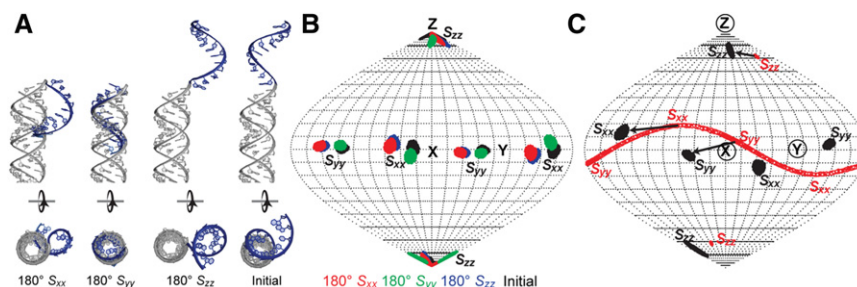 A
180° Sxx
180° Syy
180° Szz
Initial
B
Z
Szz
Syy
Sxx
X
Syy
Y
Sxx
Szz
180° Sxx 180° Syy 180° Szz Initial
C
Z
Szz
Szz
Sxx
Sxx
Syy
Syy
Syy
X
Y
Syy
Sxx
Sxx
Szz
Szz